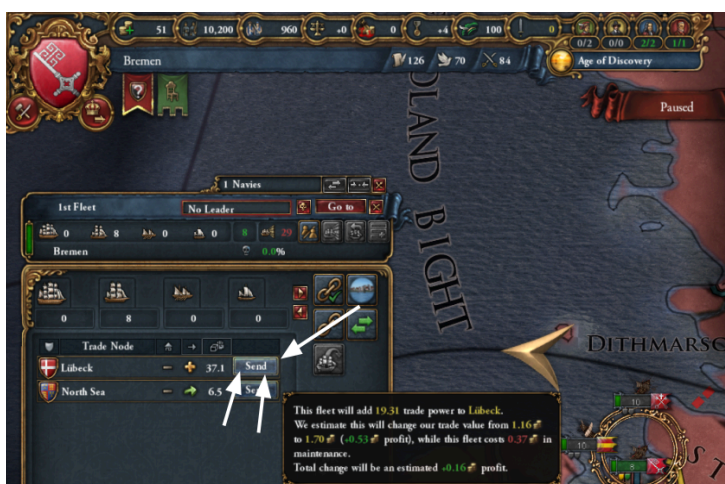 51 10,200 960 +0 0 +4 100 0
0/2 0/0 2/2 1/1
Bremen 126 70 84 Age of Discovery
Paused
DLAND BIGHT
1 Navies
1st Fleet No Leader Go to
0 8 0 0 8 29
Bremen 0.0%
0 8 0 0
Trade Node
Lübeck 37.1 Send
North Sea 6.5 Se
DITHMARSC
This fleet will add 19.31 trade power to Lübeck.
We estimate this will change our trade value from 1.16
to 1.70 (+0.53 profit), while this fleet costs 0.37 in
maintenance.
Total change will be an estimated +0.16 profit.
10
10
8
ST